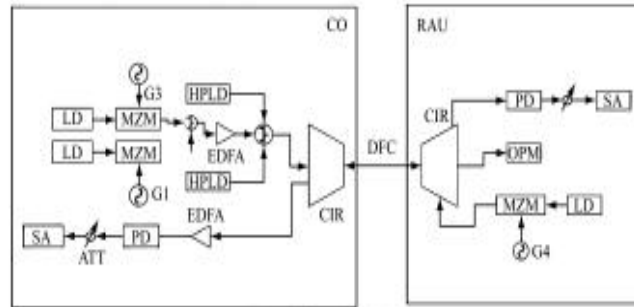 CO
RAU
G3
HPLD
LD
MZM
EDFA
LD
MZM
HPLD
G1
CIR
EDFA
SA
ATT
PD
DFC
CIR
PD
SA
OPM
MZM
LD
G4